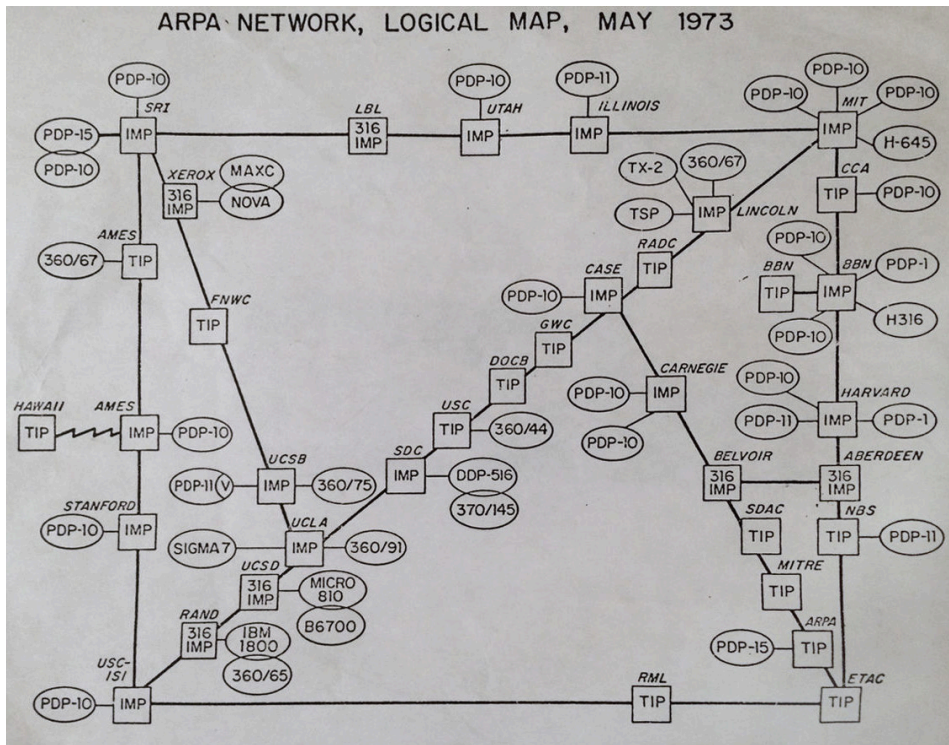 ARPA NETWORK, LOGICAL MAP, MAY 1973
PDP-10
SRI
IMP
PDP-15
PDP-10
LBL
316
IMP
PDP-10
UTAH
IMP
PDP-11
ILLINOIS
IMP
PDP-10
PDP-10
PDP-10
MIT
IMP
H-645
XEROX
316
IMP
MAXC
NOVA
TX-2
360/67
TSP
IMP
LINCOLN
CCA
TIP
PDP-10
AMES
360/67
TIP
RADC
TIP
PDP-10
BBN
TIP
BBN
IMP
PDP-1
PDP-10
H316
FNWC
TIP
CASE
PDP-10
IMP
GWC
TIP
DOCB
TIP
CARNEGIE
PDP-10
IMP
PDP-10
PDP-10
HARVARD
PDP-11
IMP
PDP-1
HAWAII
TIP
AMES
IMP
PDP-10
USC
TIP
360/44
SDC
IMP
DDP-516
370/145
UCSB
PDP-11 V
IMP
360/75
BELVOIR
316
IMP
ABERDEEN
316
IMP
STANFORD
PDP-10
IMP
UCLA
SIGMA 7
IMP
360/91
SDAC
TIP
NBS
TIP
PDP-11
UCSD
316
IMP
MICRO
810
B6700
MITRE
TIP
RAND
316
IMP
IBM
1800
360/65
ARPA
PDP-15
TIP
USC-
ISI
PDP-10
IMP
RML
TIP
ETAC
TIP